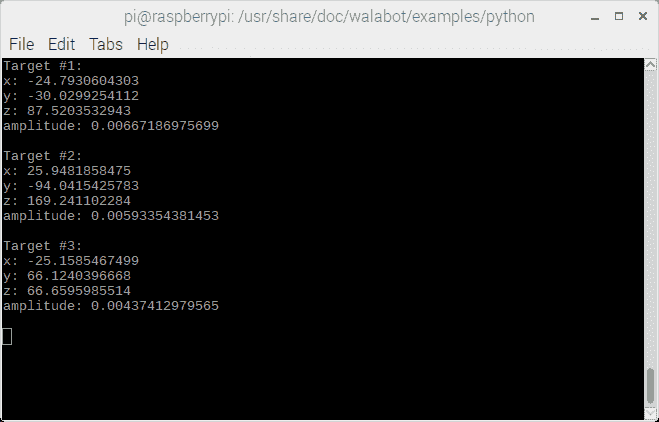 pi@raspberrypi: /usr/share/doc/walabot/examples/python
File Edit Tabs Help
Target #1:
x: -24.7930604303
y: -30.0299254112
z: 87.5203532943
amplitude: 0.00667186975699
Target #2:
x: 25.9481858475
y: -94.0415425783
z: 169.241102284
amplitude: 0.00593354381453
Target #3:
x: -25.1585467499
y: 66.1240396668
z: 66.6595985514
amplitude: 0.00437412979565